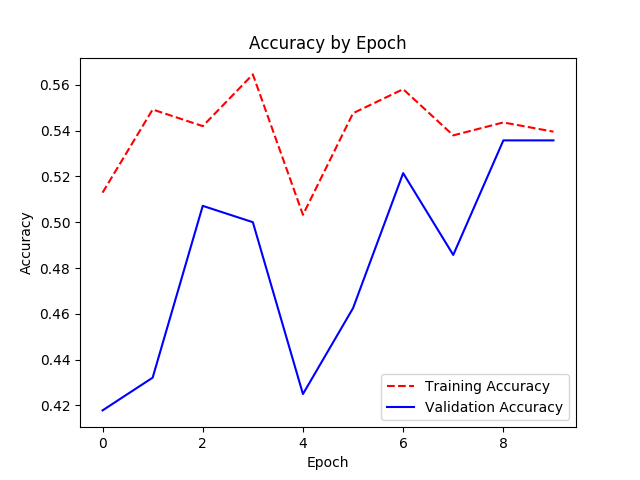 Accuracy by Epoch
0.56
0.54
0.52
0.50
0.48
0.46
0.44
0.42
Accuracy
0 2 4 6 8
Epoch
Training Accuracy
Validation Accuracy